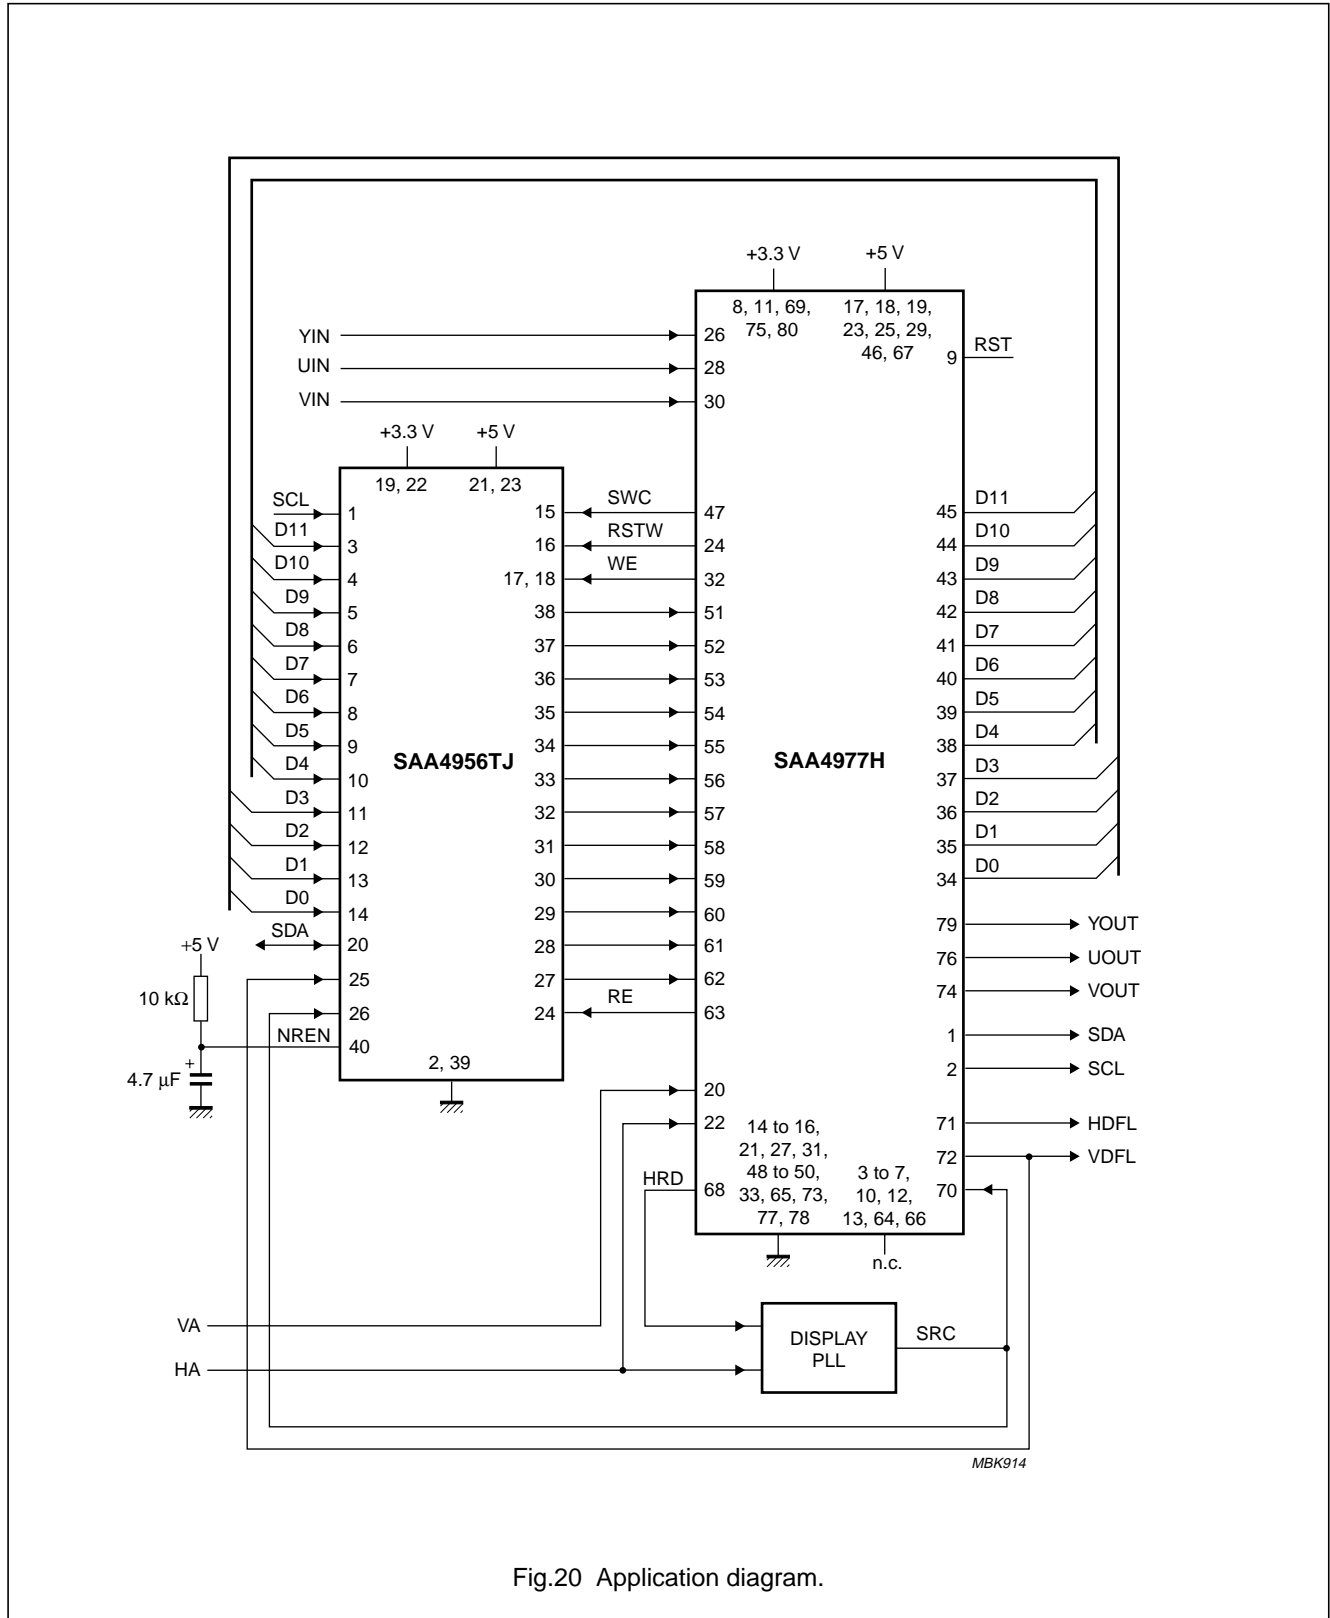 +3.3 V
+5 V
8, 11, 69,
75, 80
17, 18, 19,
23, 25, 29,
46, 67
YIN
26
UIN
28
VIN
30
9
RST
+3.3 V
+5 V
19, 22
21, 23
SCL
1
15
SWC
47
45
D11
D11
3
16
RSTW
24
44
D10
D10
4
17, 18
WE
32
43
D9
D9
5
38
51
42
D8
D8
6
37
52
41
D7
D7
7
36
53
40
D6
D6
8
35
54
39
D5
D5
9
34
55
38
D4
SAA4956TJ
SAA4977H
D4
10
33
56
37
D3
D3
11
32
57
36
D2
D2
12
31
58
35
D1
D1
13
30
59
34
D0
D0
14
29
60
79
YOUT
SDA
20
28
61
76
UOUT
+5 V
25
27
62
74
VOUT
10 kΩ
26
24
RE
63
1
SDA
NREN
40
2
SCL
4.7 μF
+
2, 39
20
22
71
HDFL
72
VDFL
70
14 to 16,
21, 27, 31,
48 to 50,
33, 65, 73,
77, 78
3 to 7,
10, 12,
13, 64, 66
HRD
68
n.c.
VA
HA
DISPLAY
PLL
SRC
MBK914
Fig.20 Application diagram.